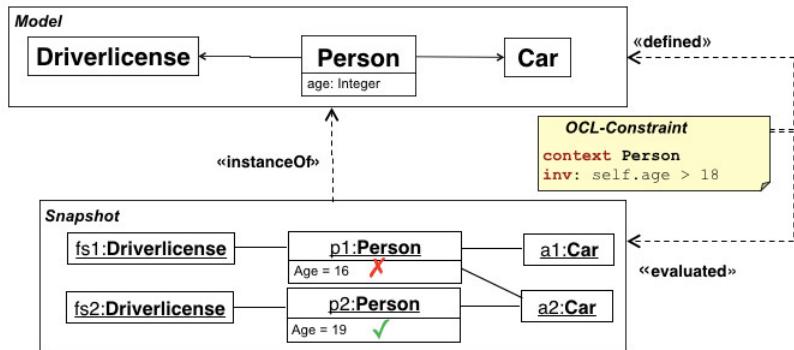 Model
Driverlicense
Person
Car
age: Integer
«defined»
OCL-Constraint
context Person
inv: self.age > 18
«instanceOf»
Snapshot
fs1:Driverlicense
p1:Person
a1:Car
Age = 16 ✗
«evaluated»
fs2:Driverlicense
p2:Person
a2:Car
Age = 19 ✓